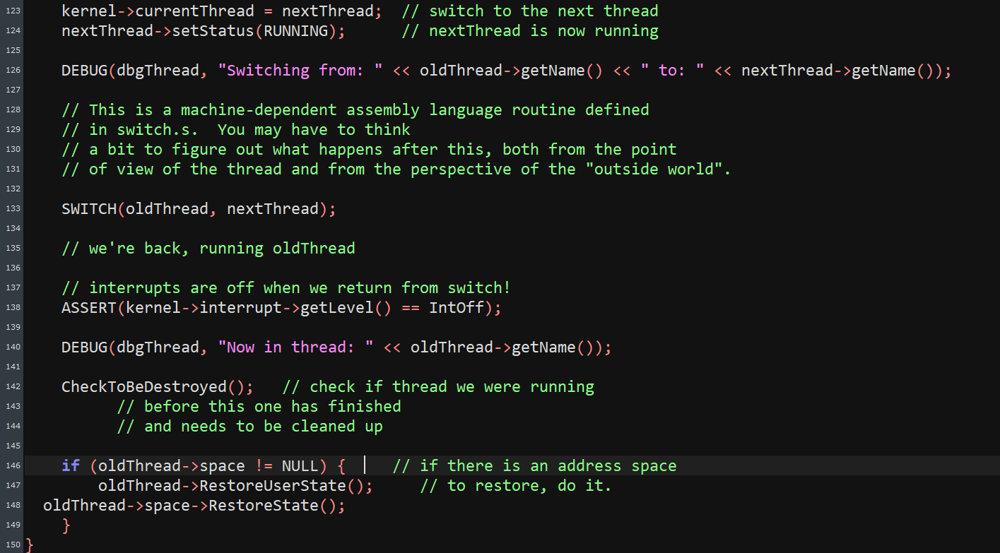 123 kernel->currentThread = nextThread;  // switch to the next thread
124 nextThread->setStatus(RUNNING);      // nextThread is now running
125
126 DEBUG(dbgThread, "Switching from: " << oldThread->getName() << " to: " << nextThread->getName());
127
128 // This is a machine-dependent assembly language routine defined
129 // in switch.s.  You may have to think
130 // a bit to figure out what happens after this, both from the point
131 // of view of the thread and from the perspective of the "outside world".
132
133 SWITCH(oldThread, nextThread);
134
135 // we're back, running oldThread
136
137 // interrupts are off when we return from switch!
138 ASSERT(kernel->interrupt->getLevel() == IntOff);
139
140 DEBUG(dbgThread, "Now in thread: " << oldThread->getName());
141
142 CheckToBeDestroyed();   // check if thread we were running
143 // before this one has finished
144 // and needs to be cleaned up
145
146 if (oldThread->space != NULL) {      // if there is an address space
147 oldThread->RestoreUserState();     // to restore, do it.
148 oldThread->space->RestoreState();
149 }
150 }